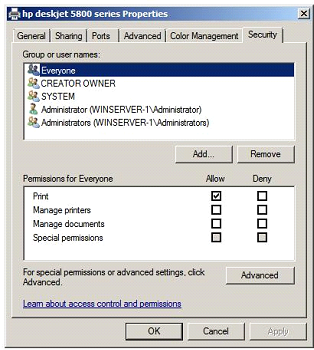 hp deskjet 5800 series Properties
General Sharing Ports Advanced Color Management Security
Group or user names:
Everyone
CREATOR OWNER
SYSTEM
Administrator (WINSERVER-1\Administrator)
Administrators (WINSERVER-1\Administrators)
Add... Remove
Permissions for Everyone Allow Deny
Print
Manage printers
Manage documents
Special permissions
For special permissions or advanced settings, click Advanced
Advanced.
Learn about access control and permissions
OK Cancel Apply